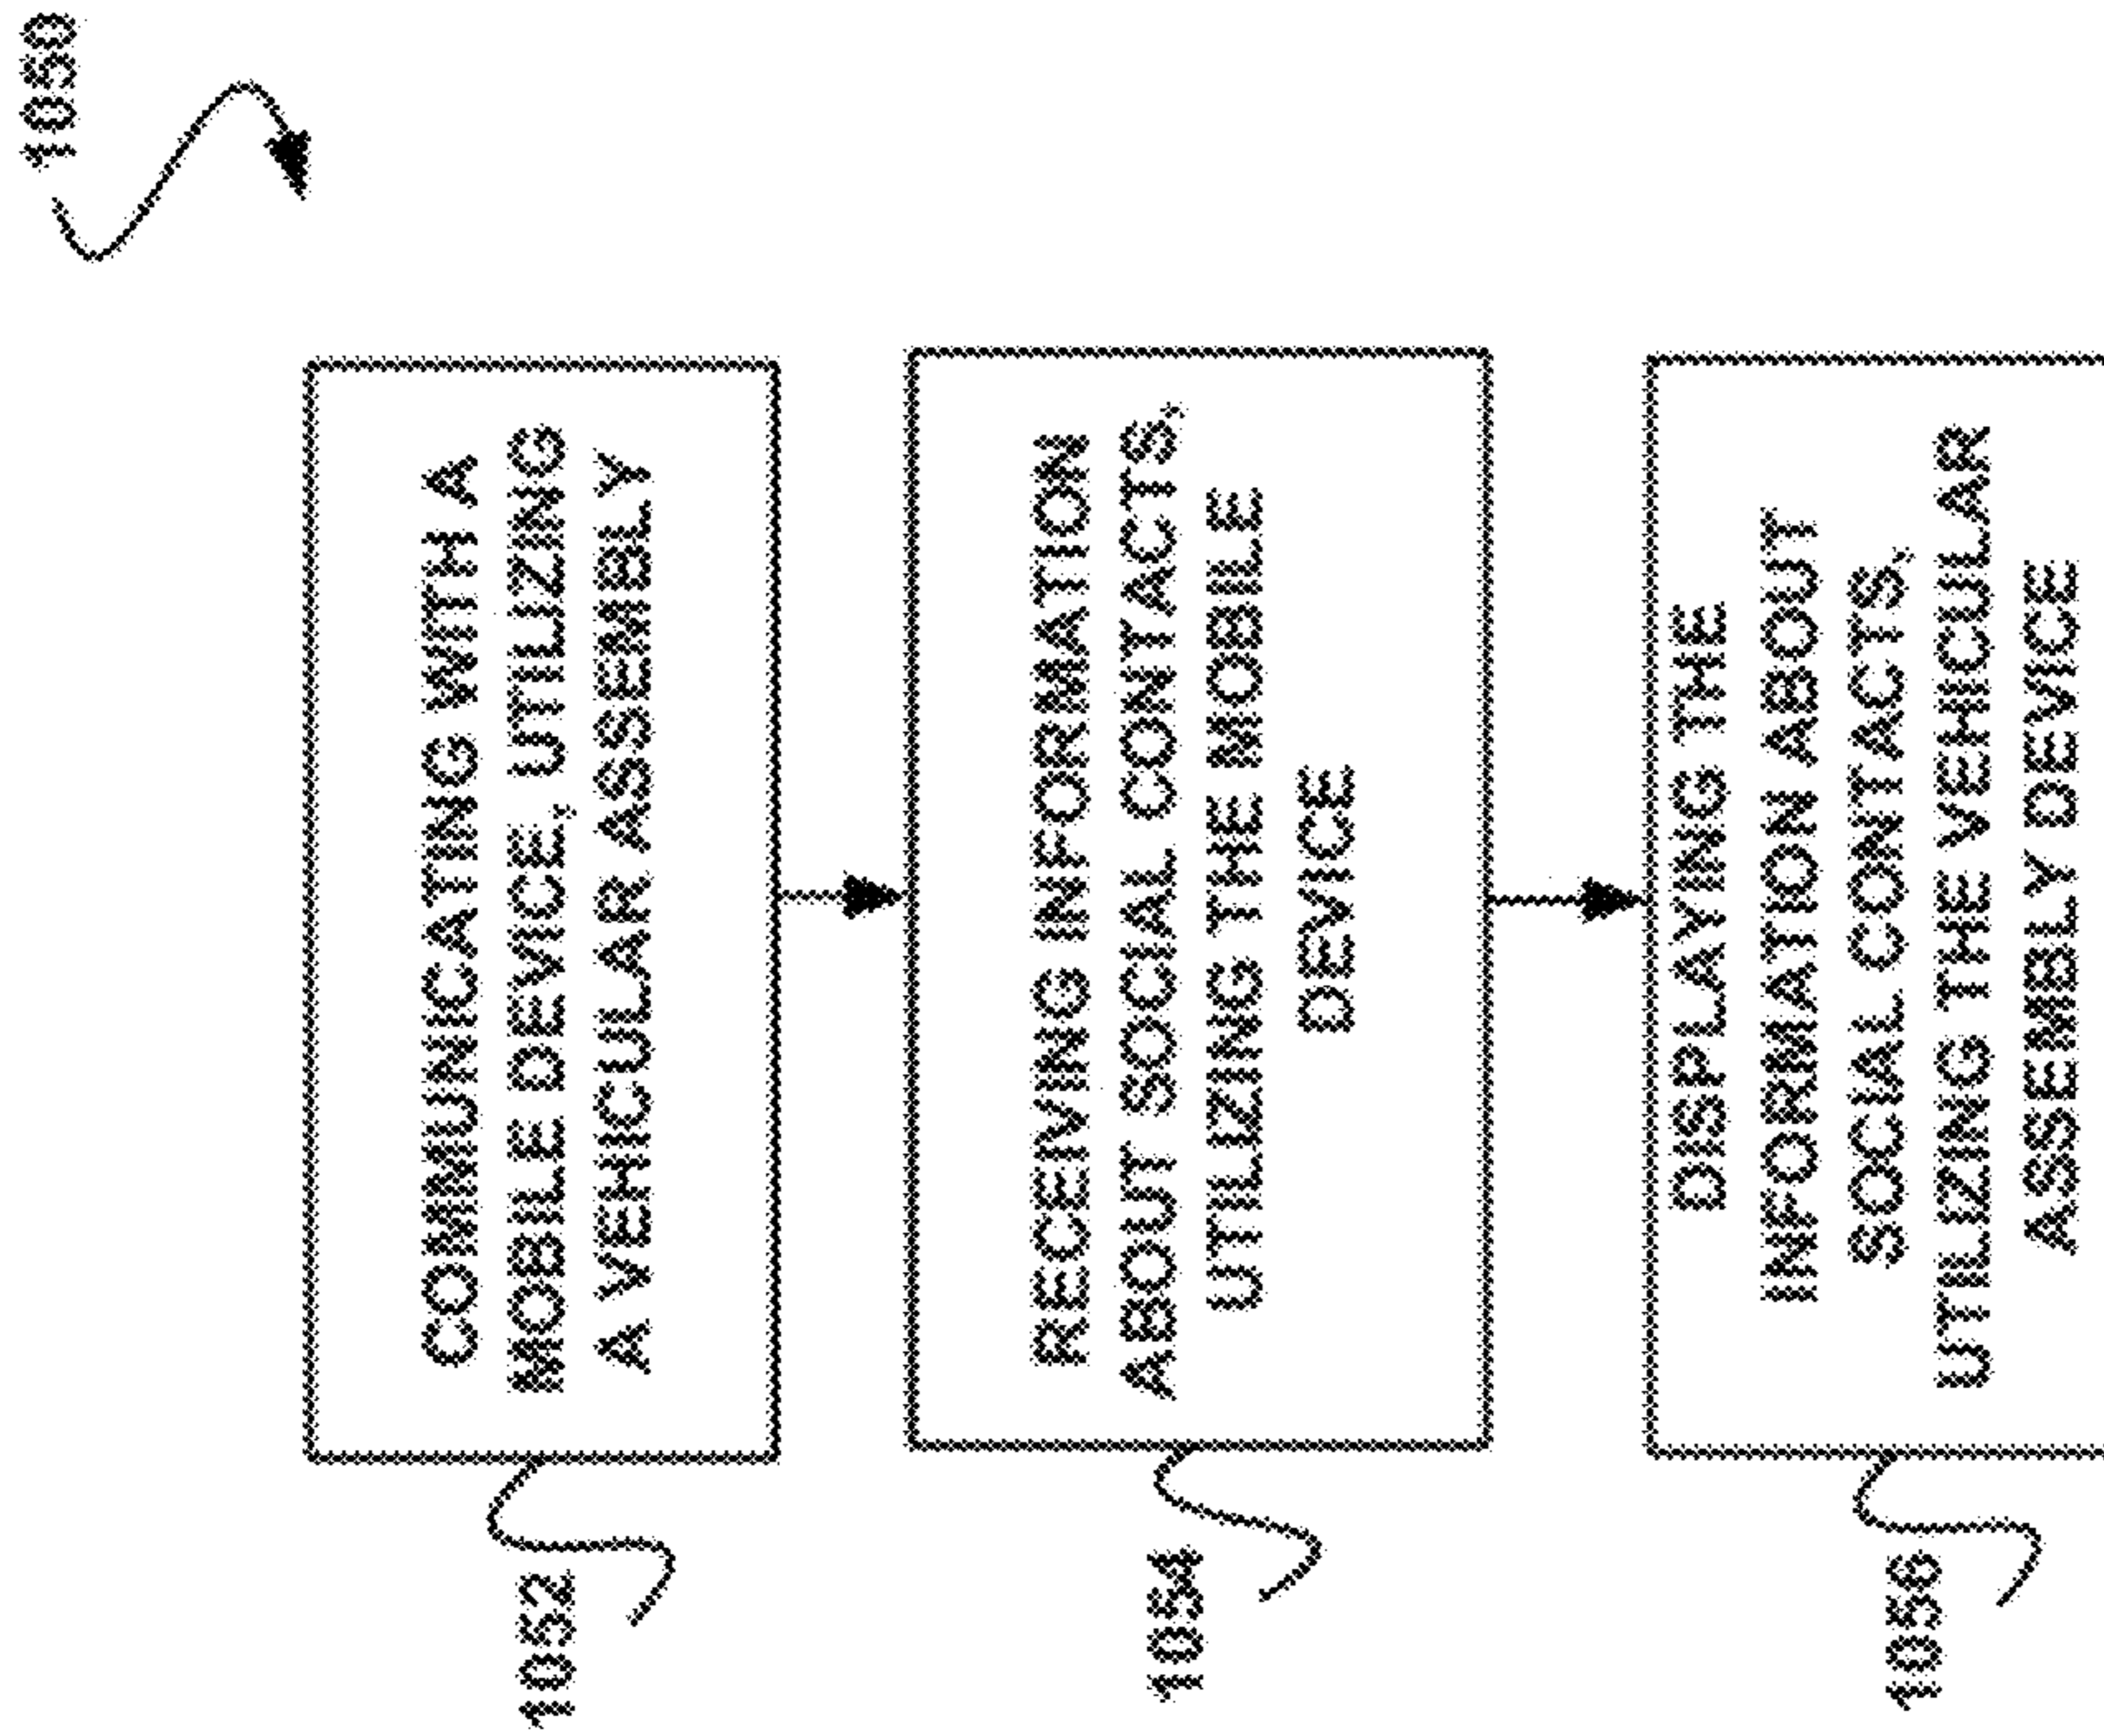 1050
COMMUNICATING WITH A
MOBILE DEVICE, UTILIZING
A VEHICULAR ASSEMBLY
1052
RECEIVING INFORMATION
ABOUT SOCIAL CONTACTS,
UTILIZING THE MOBILE
DEVICE
1054
DISPLAYING THE
INFORMATION ABOUT
SOCIAL CONTACTS,
UTILIZING THE VEHICULAR
ASSEMBLY DEVICE
1056